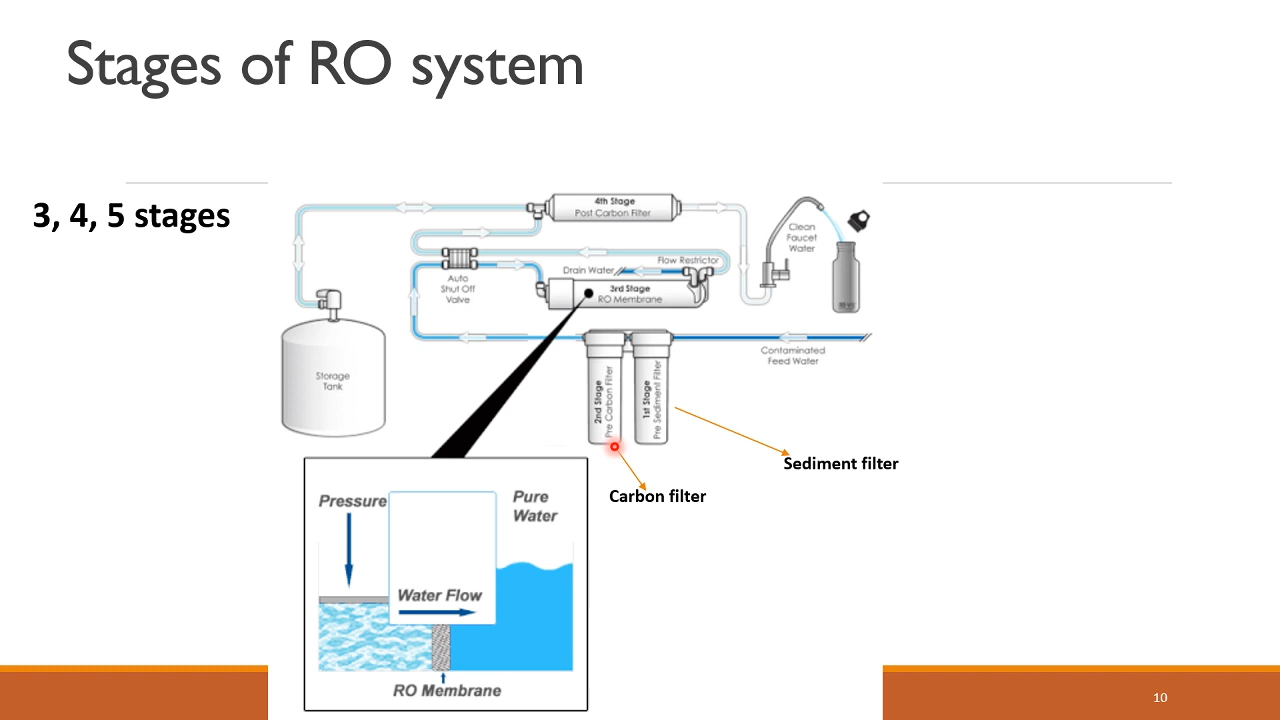 Stages of RO system
3, 4, 5 stages
4th Stage
Post Carbon Filter
Clean
Faucet
Water
Auto
Shut Off
Valve
Drain Water
Flow Restrictor
3rd Stage
RO Membrane
Contaminated
Feed Water
Storage
Tank
2nd Stage
Pre Carbon Filter
1st Stage
Pre Sediment Filter
Sediment filter
Carbon filter
Pressure
Pure
Water
Water Flow
RO Membrane
10